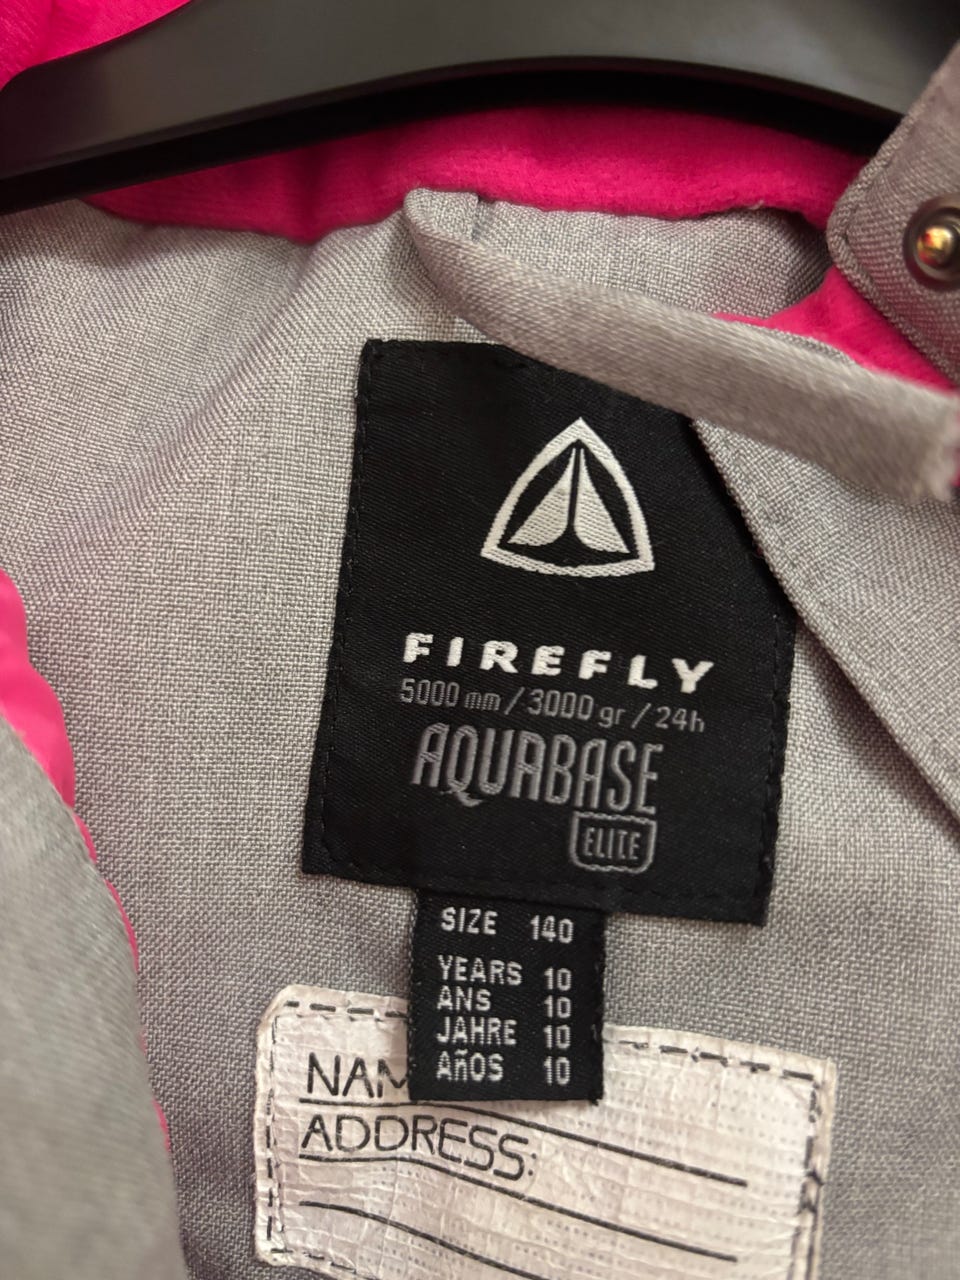 FIREFLY
5000 mm / 3000 gr / 24h
AQUABASE
ELITE
SIZE 140
YEARS 10
ANS 10
JAHRE 10
AñOS 10
NAM
ADDRESS: